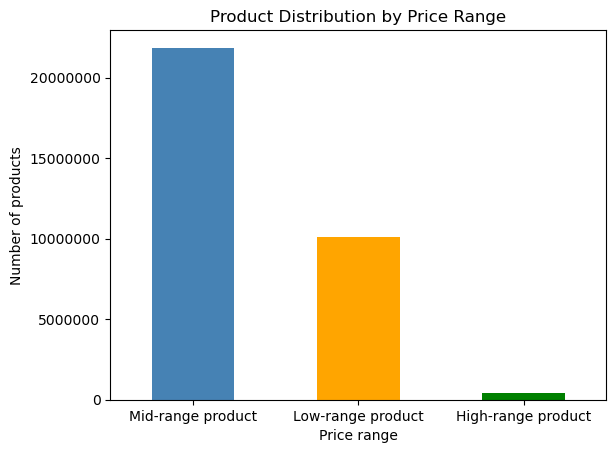 Product Distribution by Price Range
Number of products
20000000
15000000
10000000
5000000
0
Mid-range product
Low-range product
High-range product
Price range